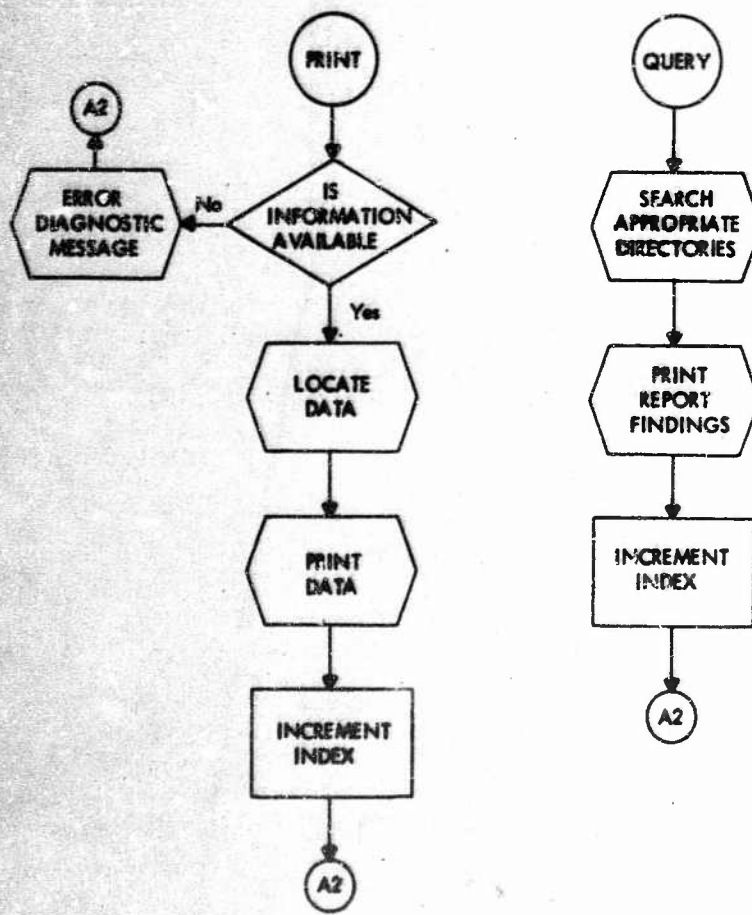 PRINT
A2
ERROR
DIAGNOSTIC
MESSAGE
No
IS
INFORMATION
AVAILABLE
Yes
LOCATE
DATA
PRINT
DATA
INCREMENT
INDEX
A2
QUERY
SEARCH
APPROPRIATE
DIRECTORIES
PRINT
REPORT
FINDINGS
INCREMENT
INDEX
A2